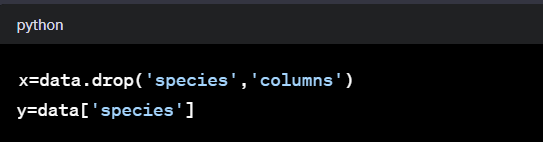 python
x=data.drop('species','columns')
y=data['species']